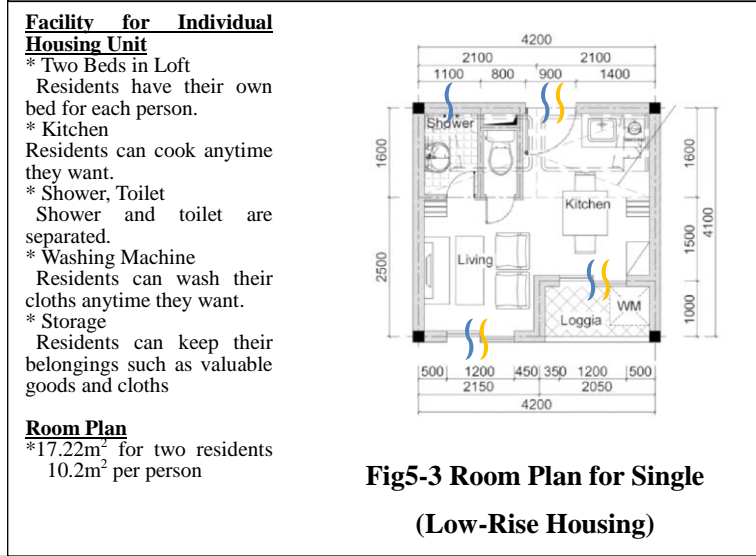 Facility for Individual
Housing Unit
* Two Beds in Loft
Residents have their own
bed for each person.
* Kitchen
Residents can cook anytime
they want.
* Shower, Toilet
Shower and toilet are
separated.
* Washing Machine
Residents can wash their
cloths anytime they want.
* Storage
Residents can keep their
belongings such as valuable
goods and cloths
Room Plan
*17.22m² for two residents
10.2m² per person
4200
2100 2100
1100 800 900 1400
Shower
1600 1600
Kitchen
4100
2500 1500
Living
1000
WM
Loggia
500 1200 450 350 1200 500
2150 2050
4200
Fig5-3 Room Plan for Single
(Low-Rise Housing)